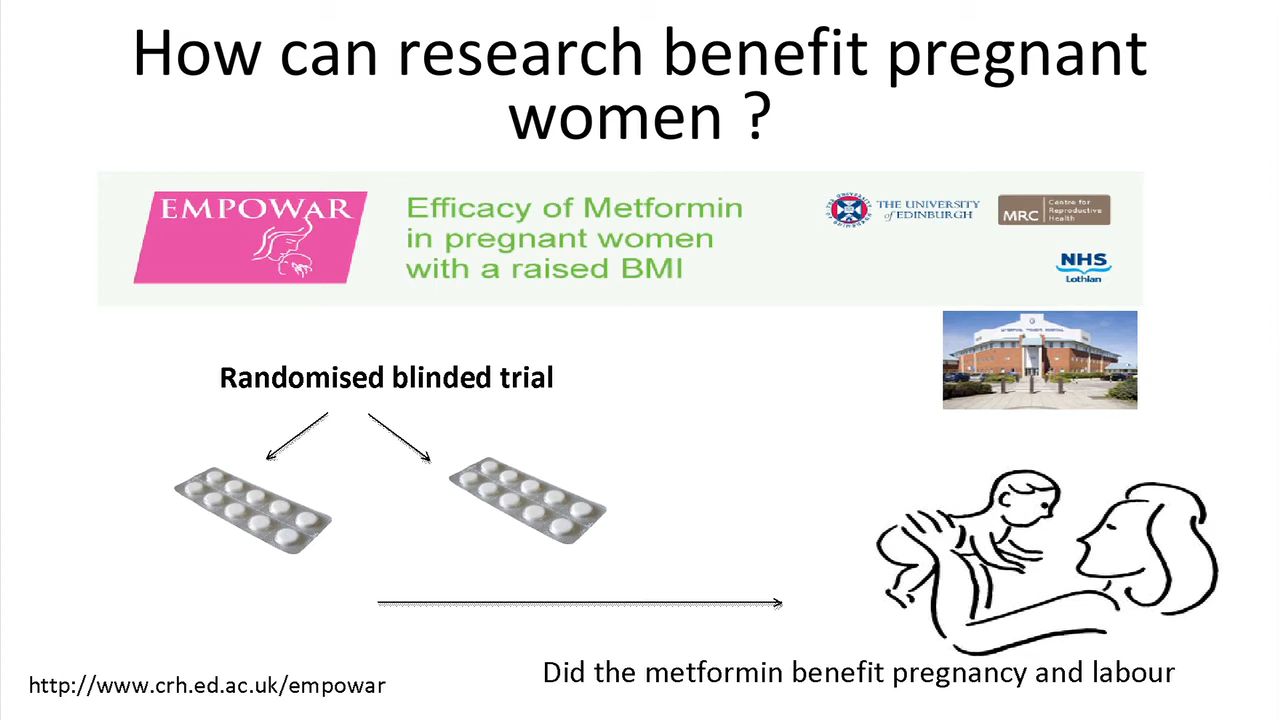 How can research benefit pregnant
women ?
EMPOWAR
Efficacy of Metformin
in pregnant women
with a raised BMI
THE UNIVERSITY
of EDINBURGH
MRC
Centre for
Reproductive
Health
NHS
Lothian
Randomised blinded trial
Did the metformin benefit pregnancy and labour
http://www.crh.ed.ac.uk/empowar